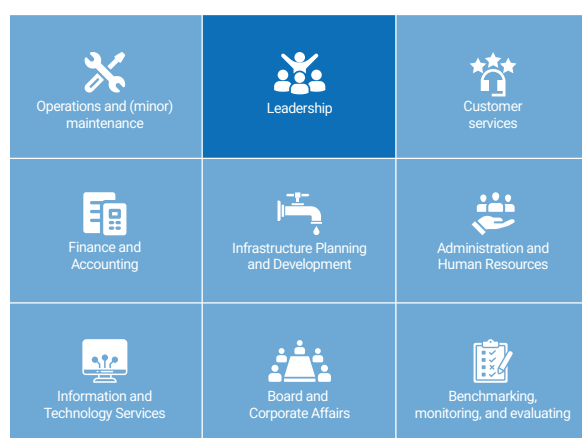 Operations and (minor)
maintenance
Leadership
Customer
services
Finance and
Accounting
Infrastructure Planning
and Development
Administration and
Human Resources
Information and
Technology Services
Board and
Corporate Affairs
Benchmarking,
monitoring, and evaluating